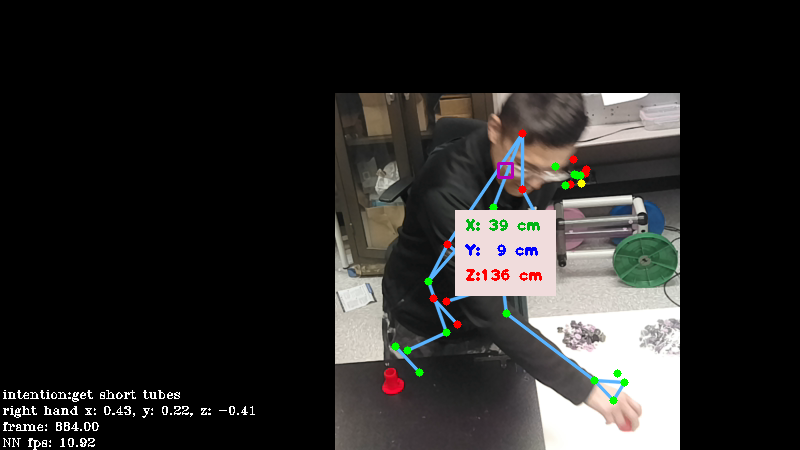 X: 39 cm
Y: 9 cm
Z:136 cm
intention:get short tubes
right hand x: 0.43, y: 0.22, z: -0.41
frame: 884.00
NN fps: 10.92